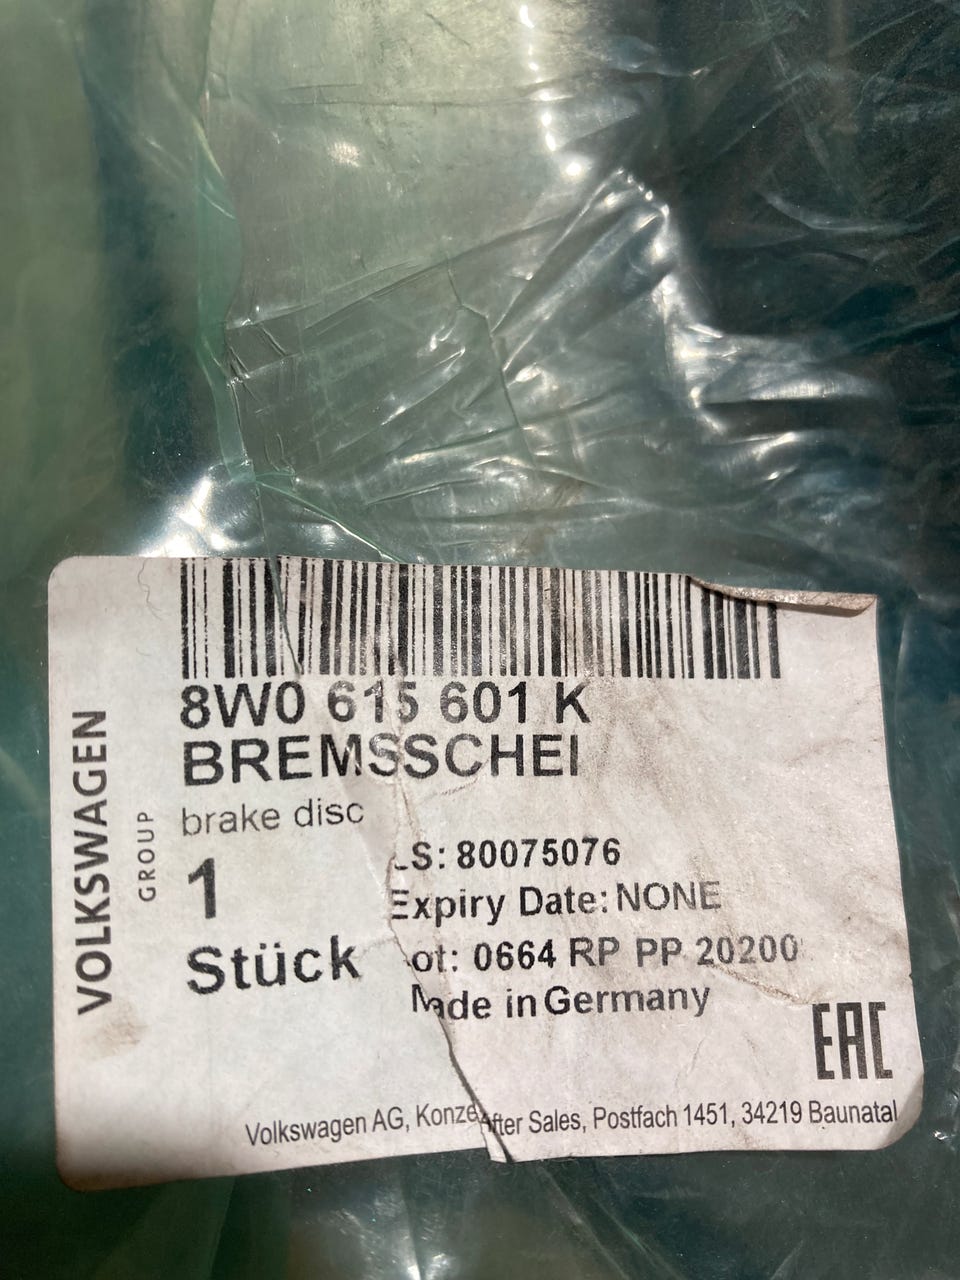 VOLKSWAGEN
GROUP
8W0 615 601 K
BREMSSCHEI
brake disc
1
Stück
LS: 80075076
Expiry Date: NONE
ot: 0664 RP PP 20200
Made in Germany
EAC
Volkswagen AG, Konze After Sales, Postfach 1451, 34219 Baunatal